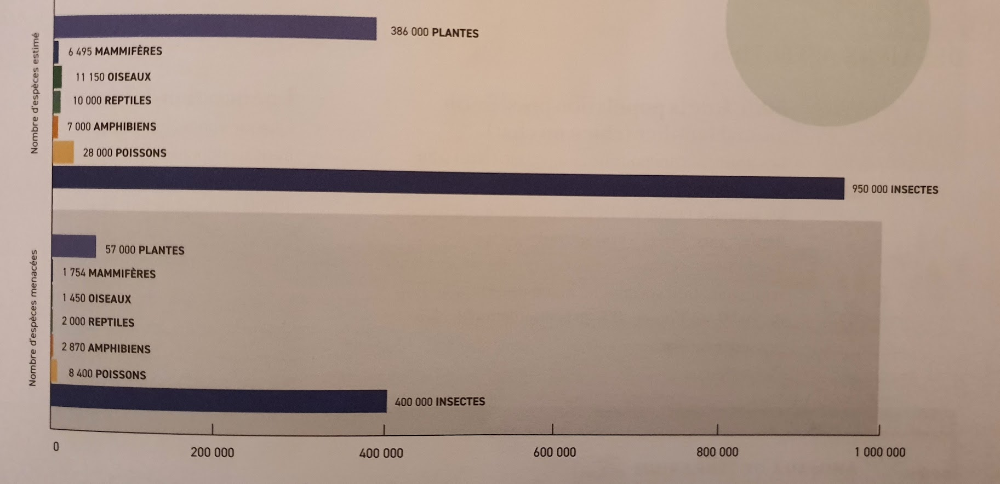 Nombre d'espèces estimé
386 000 PLANTES
6 495 MAMMIFÈRES
11 150 OISEAUX
10 000 REPTILES
7 000 AMPHIBIENS
28 000 POISSONS
950 000 INSECTES
Nombre d'espèces menacées
57 000 PLANTES
1 754 MAMMIFÈRES
1 450 OISEAUX
2 000 REPTILES
2 870 AMPHIBIENS
8 400 POISSONS
400 000 INSECTES
0 200 000 400 000 600 000 800 000 1 000 000